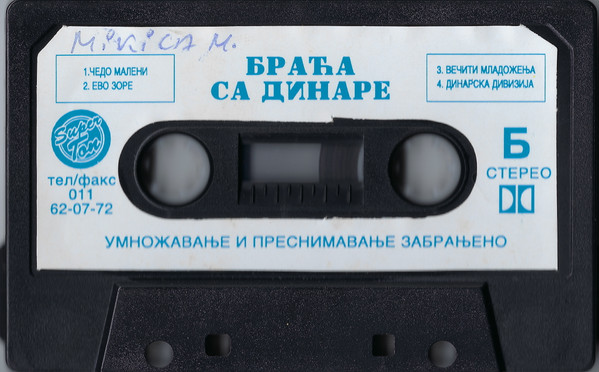 Mikica M.
БРАЋА
СА ДИНАРЕ
1.ЧЕДО МАЛЕНИ
2. ЕВО ЗОРЕ
3. ВЕЧИТИ МЛАДОЖЕЊА
4. ДИНАРСКА ДИВИЗИЈА
Super
Ton
тел/факс
011
62-07-72
Б
СТЕРЕО
УМНОЖАВАЊЕ И ПРЕСНИМАВАЊЕ ЗАБРАЊЕНО